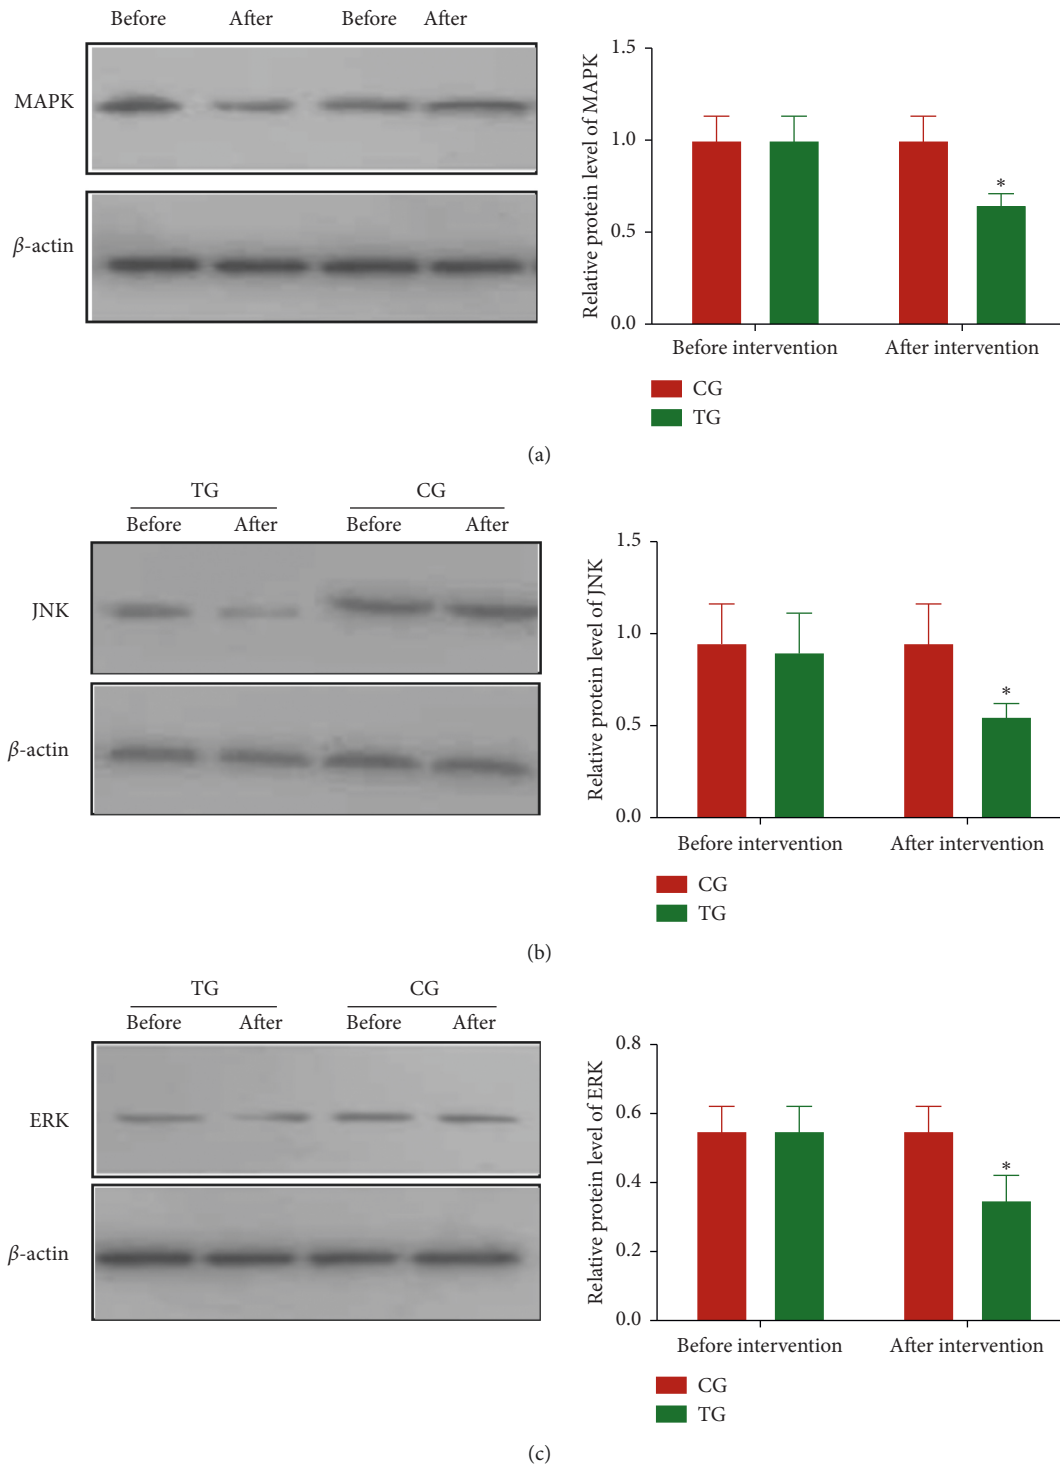 Before After Before After
MAPK
β-actin
Relative protein level of MAPK
1.5
1.0
0.5
0.0
*
Before intervention After intervention
CG
TG
(a)
TG CG
Before After Before After
JNK
β-actin
Relative protein level of JNK
1.5
1.0
0.5
0.0
*
Before intervention After intervention
CG
TG
(b)
TG CG
Before After Before After
ERK
β-actin
Relative protein level of ERK
0.8
0.6
0.4
0.2
0.0
*
Before intervention After intervention
CG
TG
(c)